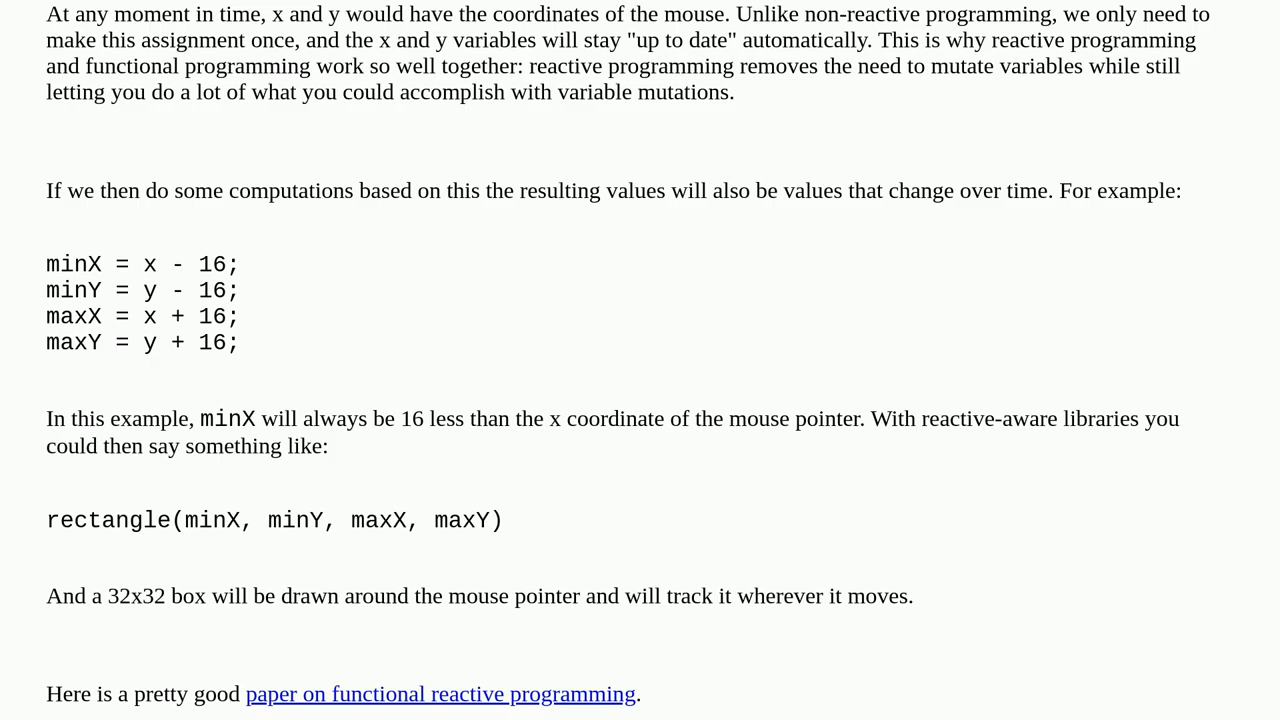 At any moment in time, x and y would have the coordinates of the mouse. Unlike non-reactive programming, we only need to
make this assignment once, and the x and y variables will stay "up to date" automatically. This is why reactive programming
and functional programming work so well together: reactive programming removes the need to mutate variables while still
letting you do a lot of what you could accomplish with variable mutations.
If we then do some computations based on this the resulting values will also be values that change over time. For example:
minX = x - 16;
minY = y - 16;
maxX = x + 16;
maxY = y + 16;
In this example, minX will always be 16 less than the x coordinate of the mouse pointer. With reactive-aware libraries you
could then say something like:
rectangle(minX, minY, maxX, maxY)
And a 32x32 box will be drawn around the mouse pointer and will track it wherever it moves.
Here is a pretty good paper on functional reactive programming.